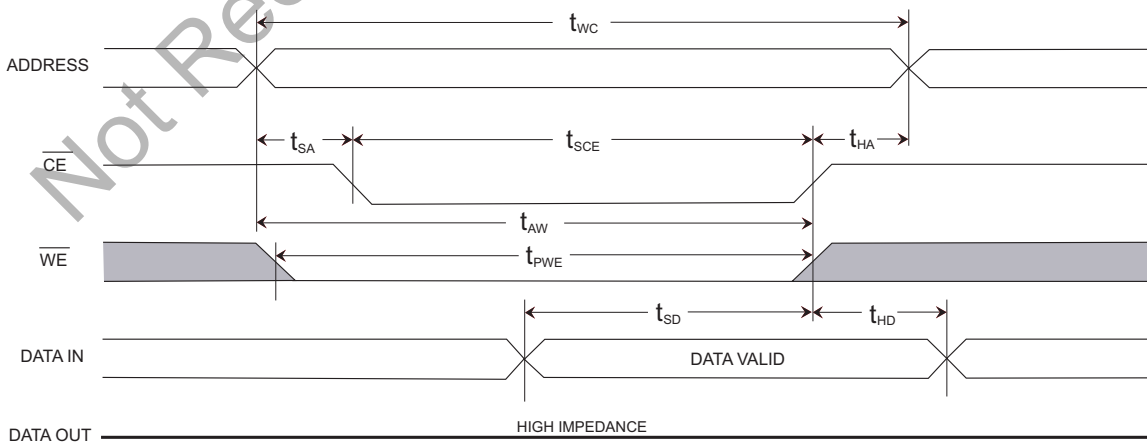 Not Rec
tWC
ADDRESS
tSA
tSCE
tHA
CE
tAW
WE
tPWE
tSD
tHD
DATA IN
DATA VALID
HIGH IMPEDANCE
DATA OUT